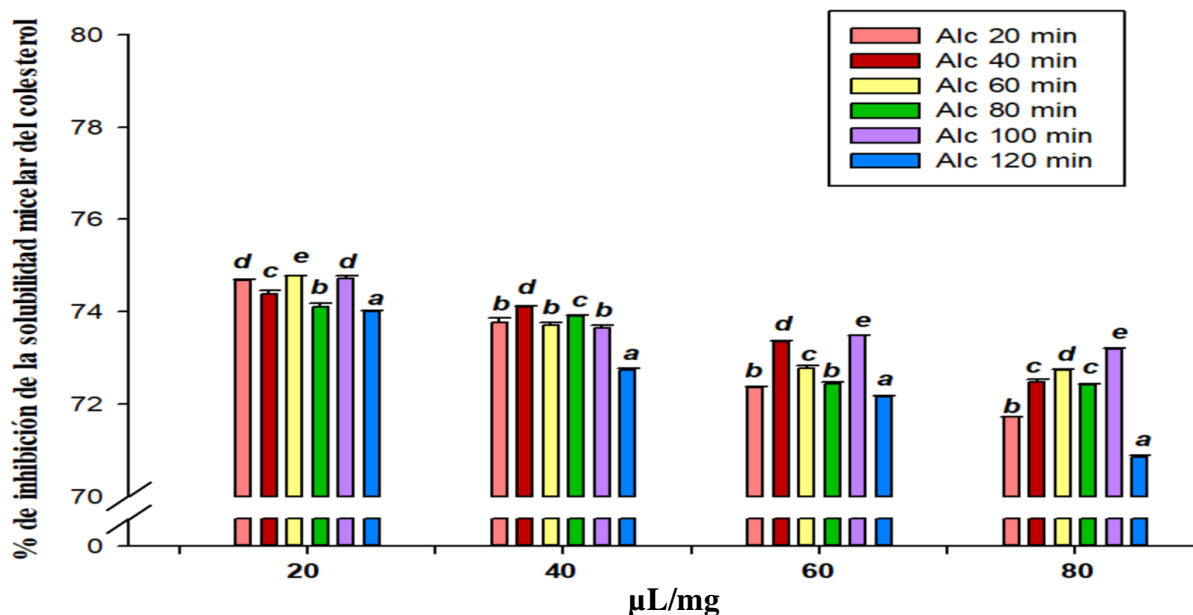 % de inhibición de la solubilidad micelar del colesterol
80
78
76
74
72
70
0
Alc 20 min
Alc 40 min
Alc 60 min
Alc 80 min
Alc 100 min
Alc 120 min
d c e b d a
b d b c b a
b d c b e a
b c d c e a
20 40 60 80
µL/mg